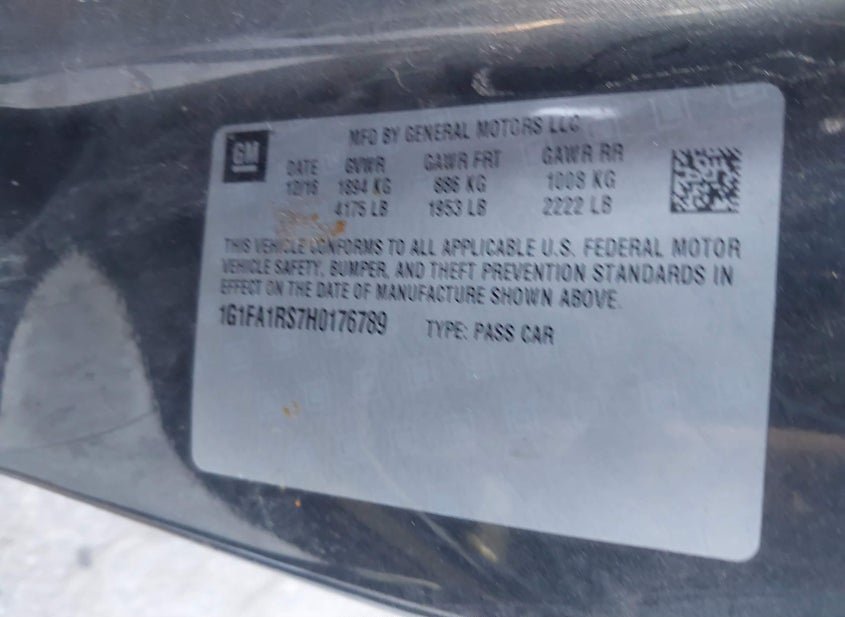 MFD BY GENERAL MOTORS LLC
GM
DATE GVWR GAWR FRT GAWR RR
12/16 1894 KG 886 KG 1008 KG
4175 LB 1953 LB 2222 LB
THIS VEHICLE CONFORMS TO ALL APPLICABLE U.S. FEDERAL MOTOR
VEHICLE SAFETY, BUMPER, AND THEFT PREVENTION STANDARDS IN
EFFECT ON THE DATE OF MANUFACTURE SHOWN ABOVE.
1G1FA1RS7H0176789 TYPE: PASS CAR